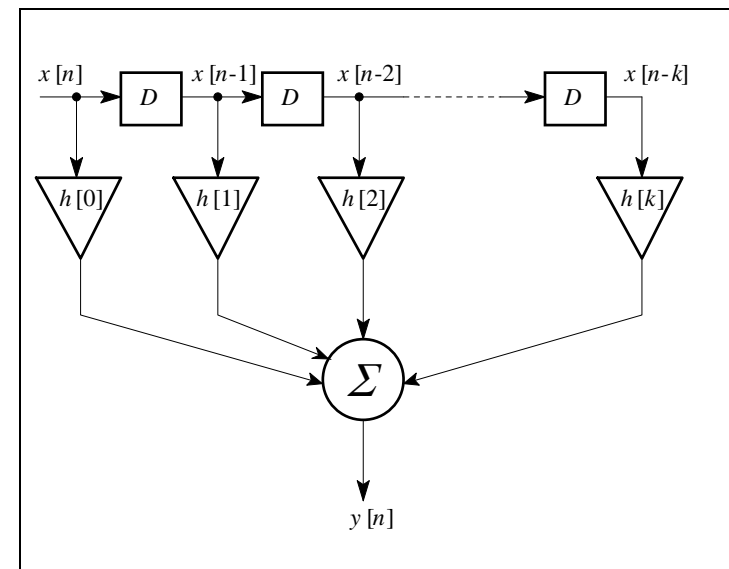 x [n] x [n-1] x [n-2] x [n-k]
D D D
h [0] h [1] h [2] h [k]
Σ
y [n]